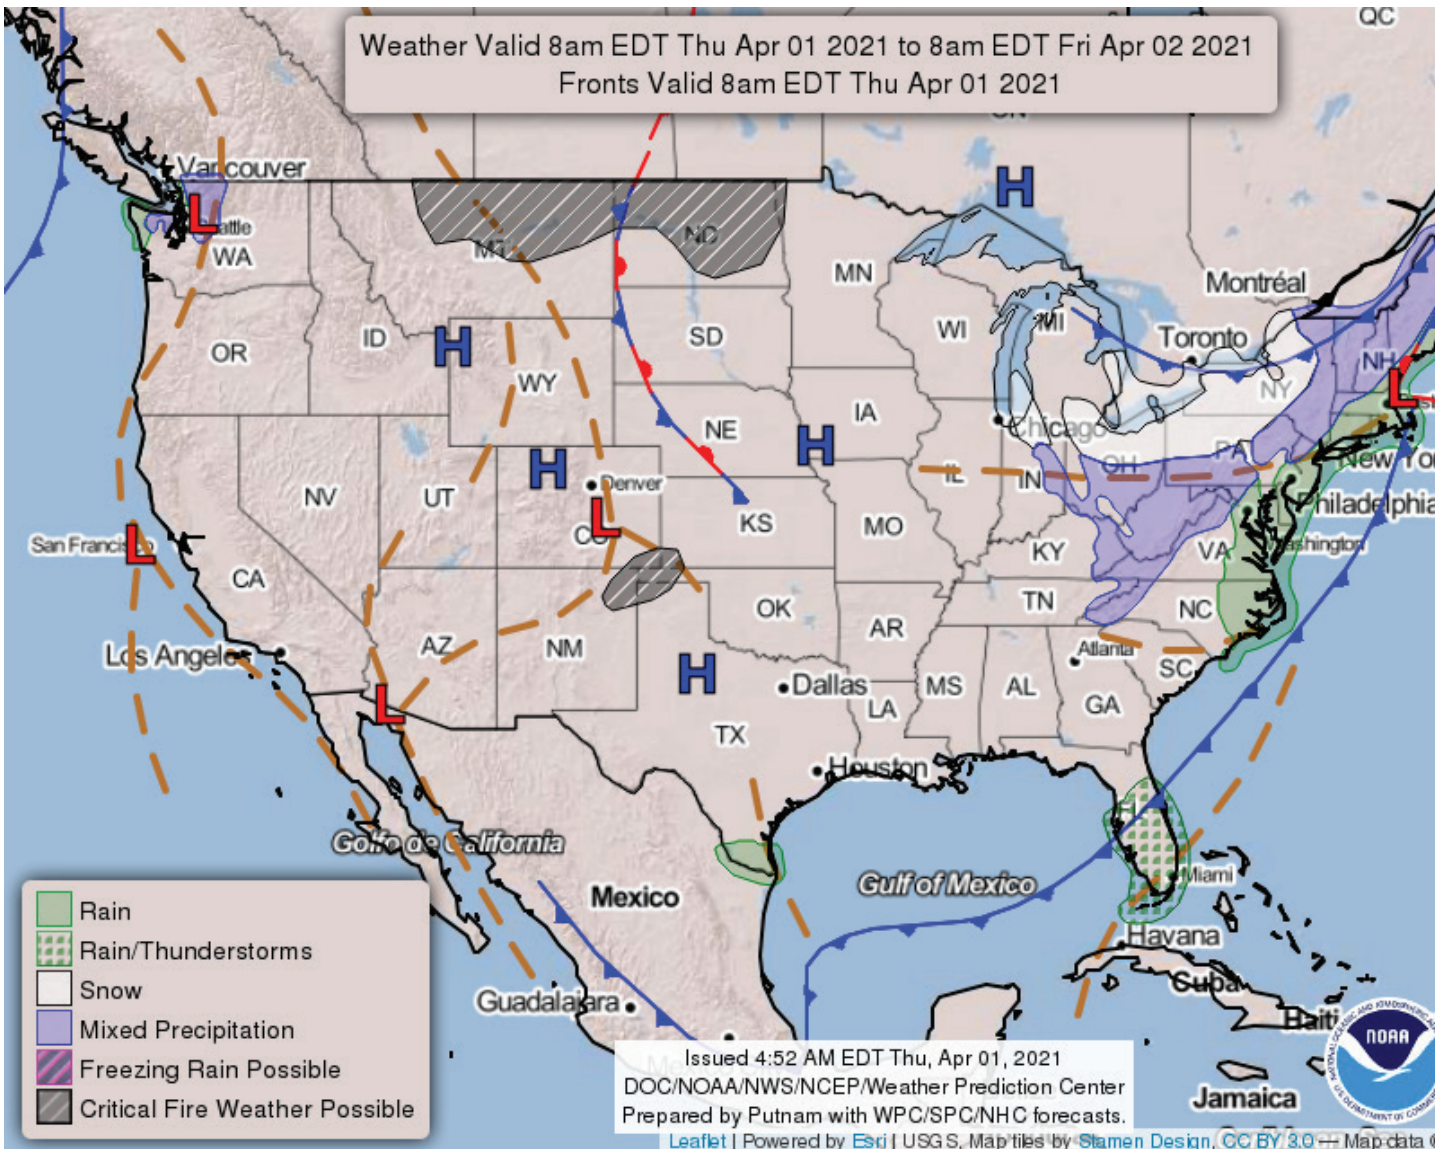 QC
Weather Valid 8am EDT Thu Apr 01 2021 to 8am EDT Fri Apr 02 2021
Fronts Valid 8am EDT Thu Apr 01 2021
ON
Vancouver
H
L
attle
WA
MT
ND
MN
Montréal
OR
ID
H
SD
WI
MI
Toronto
NH
WY
NY
L
IA
NE
H
Chicago
PA
New Yor
NV
UT
H
Denver
IL
IN
OH
Philadelphia
L
CO
KS
MO
San Francisco
L
KY
VA
ashington
CA
OK
TN
NC
AR
Los Angeles
AZ
NM
Atlanta
SC
H
Dallas
MS
AL
GA
LA
L
TX
Houston
Golfo de California
Mexico
Gulf of Mexico
Miami
Havana
Cuba
Guadalajara
Haiti
Jamaica
Rain
Rain/Thunderstorms
Snow
Mixed Precipitation
Freezing Rain Possible
Critical Fire Weather Possible
NOAA
Issued 4:52 AM EDT Thu, Apr 01, 2021
DOC/NOAA/NWS/NCEP/Weather Prediction Center
Prepared by Putnam with WPC/SPC/NHC forecasts.
Leaflet | Powered by Esri | USGS, Map tiles by Stamen Design, CC BY 3.0 — Map data ©